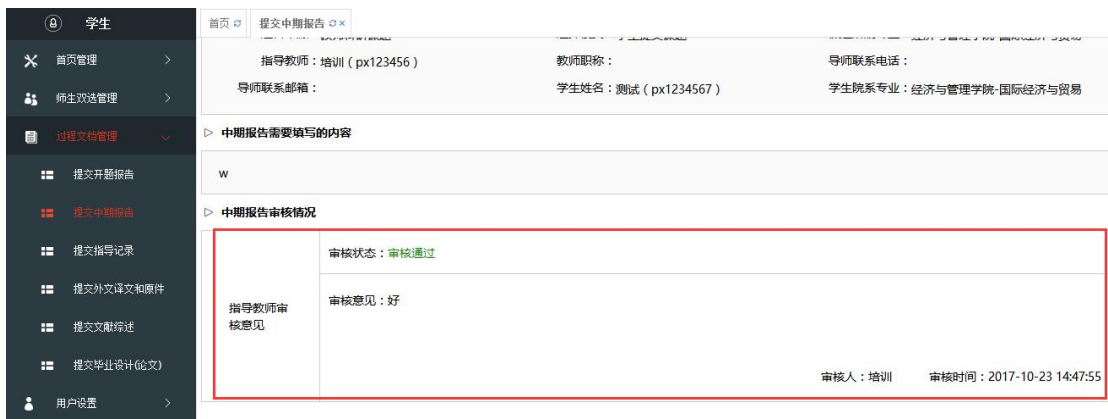 学生
首页 提交中期报告
首页管理
师生双选管理
过程文档管理
提交开题报告
提交中期报告
提交指导记录
提交外文译文和原件
提交文献综述
提交毕业设计(论文)
用户设置
指导教师：培训 ( px123456 ) 教师职称： 导师联系电话：
导师联系邮箱： 学生姓名：测试 ( px1234567 ) 学生院系专业：经济与管理学院-国际经济与贸易
中期报告需要填写的内容
w
中期报告审核情况
指导教师审
核意见
审核状态：审核通过
审核意见：好
审核人：培训 审核时间：2017-10-23 14:47:55